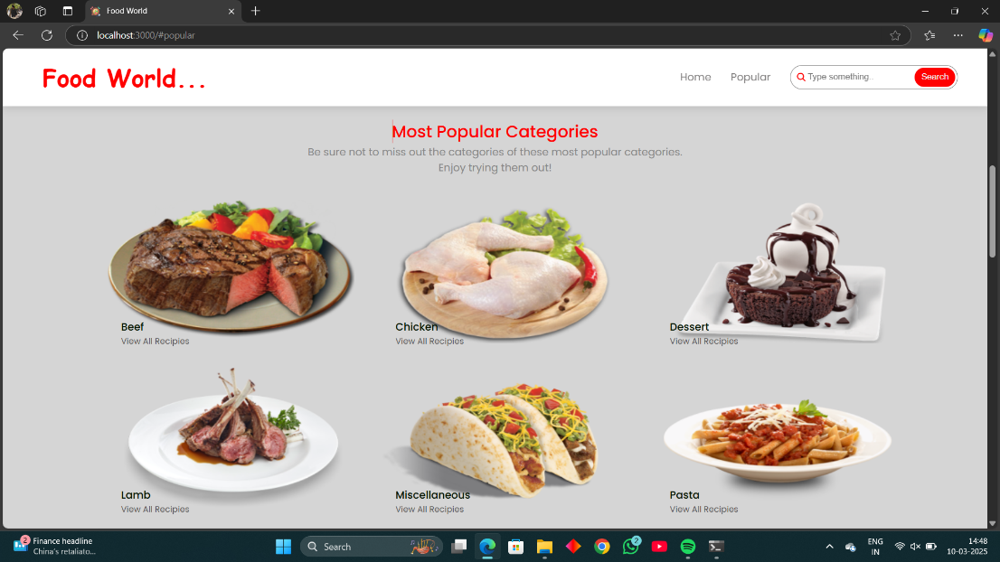 Food World
localhost:3000/#popular
Food World...
Home
Popular
Type something..
Search
Most Popular Categories
Be sure not to miss out the categories of these most popular categories.
Enjoy trying them out!
Beef
View All Recipies
Chicken
View All Recipies
Dessert
View All Recipies
Lamb
View All Recipies
Miscellaneous
View All Recipies
Pasta
View All Recipies
2
Finance headline
China's retaliato...
Search
2
ENG
IN
14:48
10-03-2025